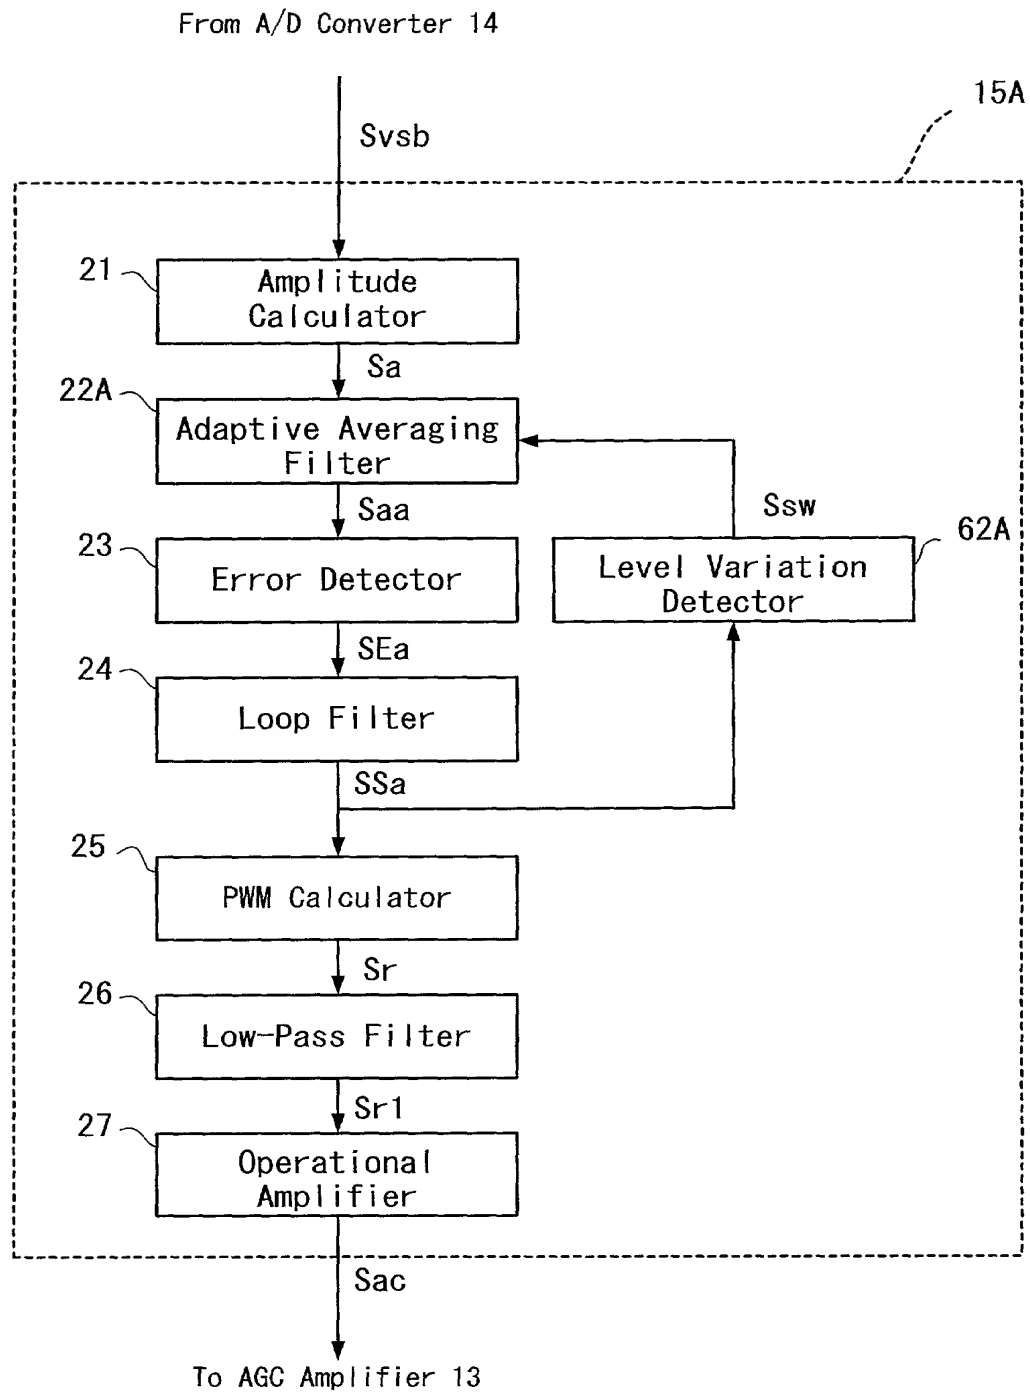 From A/D Converter 14
15A
Svsb
21
Amplitude
Calculator
Sa
22A
Adaptive Averaging
Filter
Saa
Ssw
23
Error Detector
62A
Level Variation
Detector
SEa
24
Loop Filter
SSa
25
PWM Calculator
Sr
26
Low-Pass Filter
Sr1
27
Operational
Amplifier
Sac
To AGC Amplifier 13